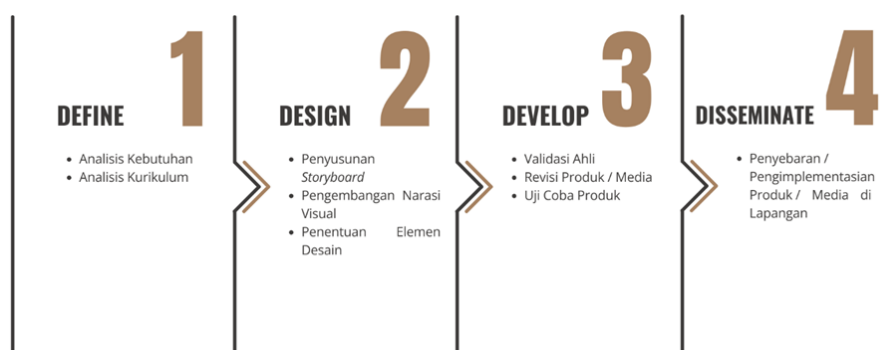 1
DEFINE
• Analisis Kebutuhan
• Analisis Kurikulum
2
DESIGN
• Penyusunan
Storyboard
• Pengembangan Narasi
Visual
• Penentuan Elemen
Desain
3
DEVELOP
• Validasi Ahli
• Revisi Produk / Media
• Uji Coba Produk
4
DISSEMINATE
• Penyebaran /
Pengimplementasian
Produk / Media di
Lapangan